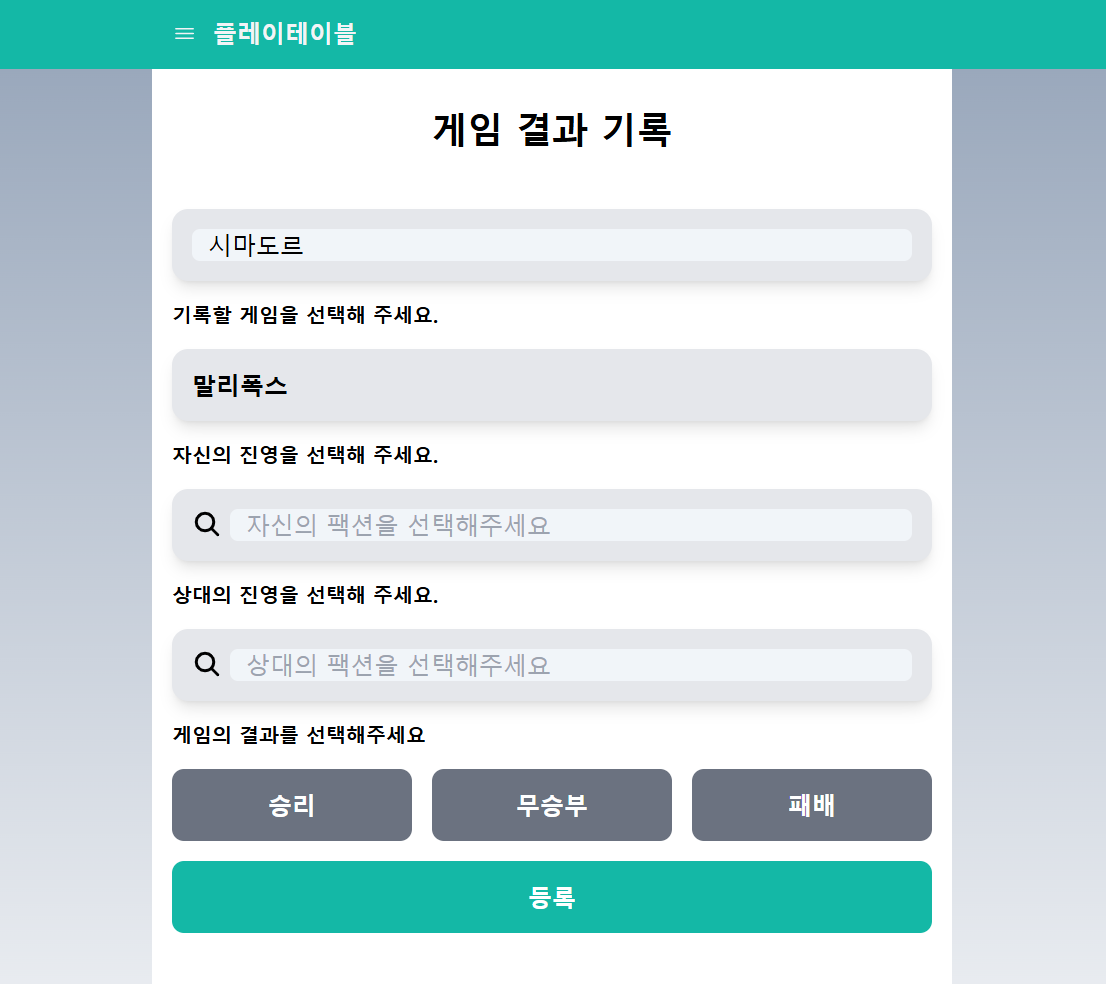 플레이테이블
게임 결과 기록
시마도르
기록할 게임을 선택해 주세요.
말리폭스
자신의 진영을 선택해 주세요.
자신의 팩션을 선택해주세요
상대의 진영을 선택해 주세요.
상대의 팩션을 선택해주세요
게임의 결과를 선택해주세요
승리 무승부 패배
등록